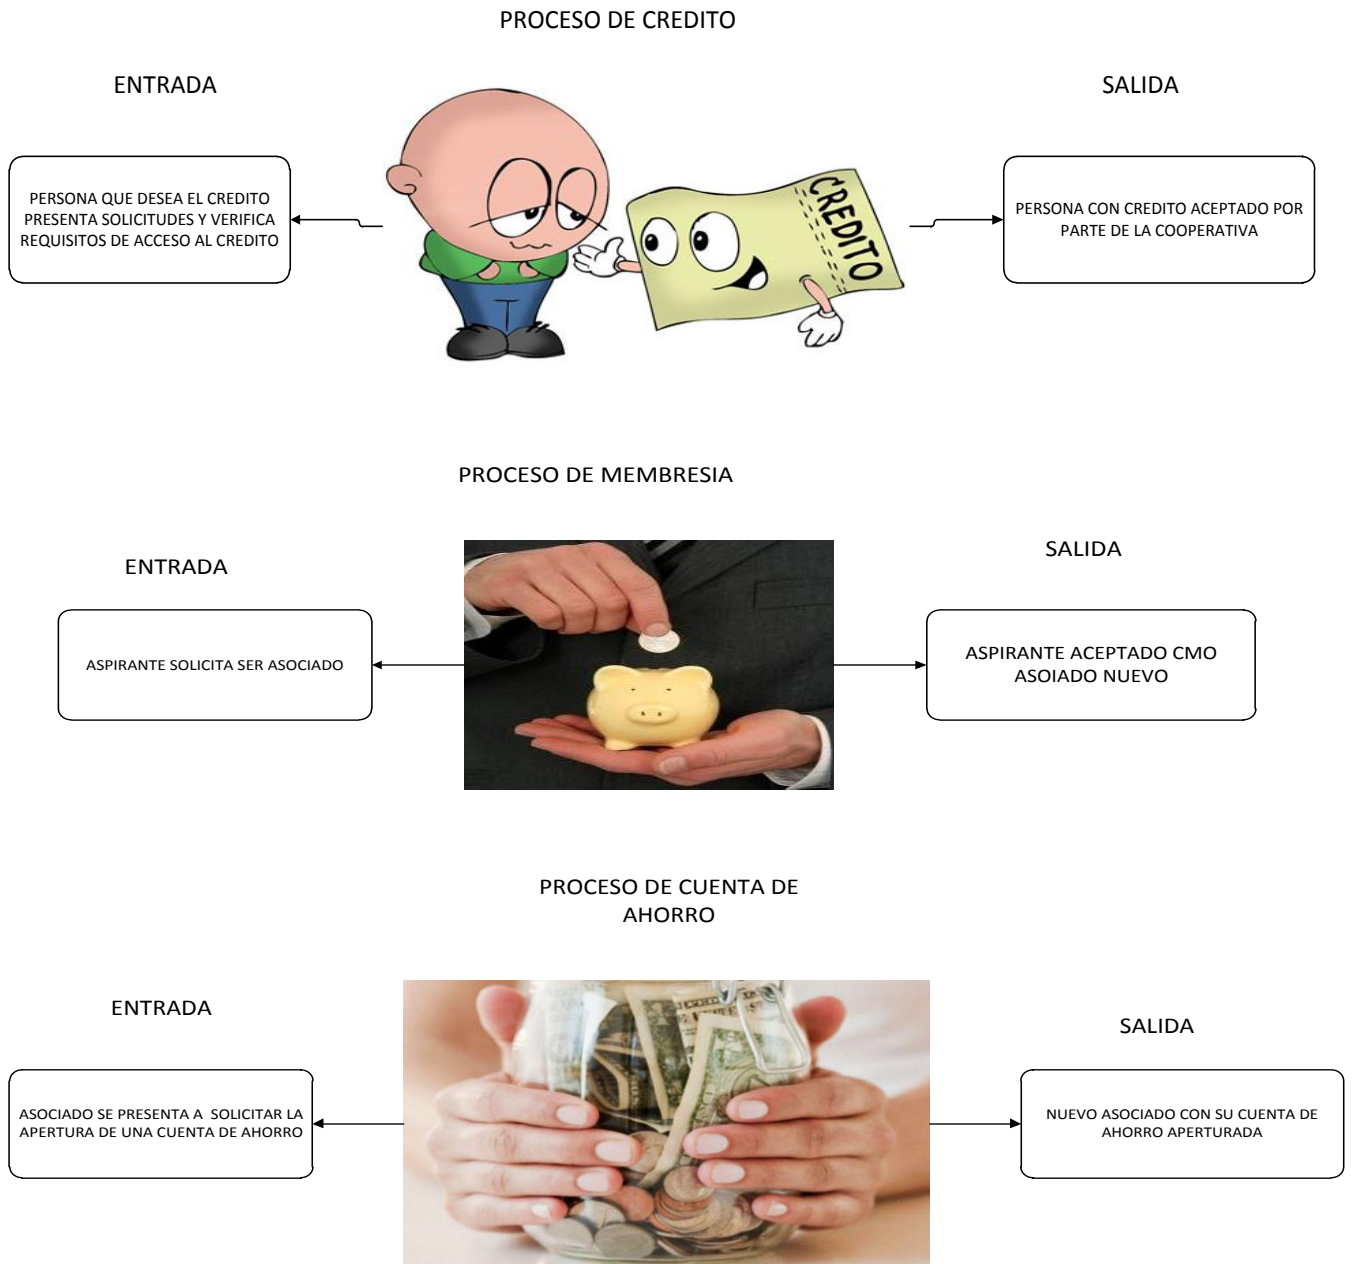 PROCESO DE CREDITO
ENTRADA
SALIDA
PERSONA QUE DESEA EL CREDITO
PRESENTA SOLICITUDES Y VERIFICA
REQUISITOS DE ACCESO AL CREDITO
CREDITO
PERSONA CON CREDITO ACEPTADO POR
PARTE DE LA COOPERATIVA
PROCESO DE MEMBRESIA
ENTRADA
SALIDA
ASPIRANTE SOLICITA SER ASOCIADO
ASPIRANTE ACEPTADO CMO
ASOIADO NUEVO
PROCESO DE CUENTA DE
AHORRO
ENTRADA
SALIDA
ASOCIADO SE PRESENTA A  SOLICITAR LA
APERTURA DE UNA CUENTA DE AHORRO
NUEVO ASOCIADO CON SU CUENTA DE
AHORRO APERTURADA